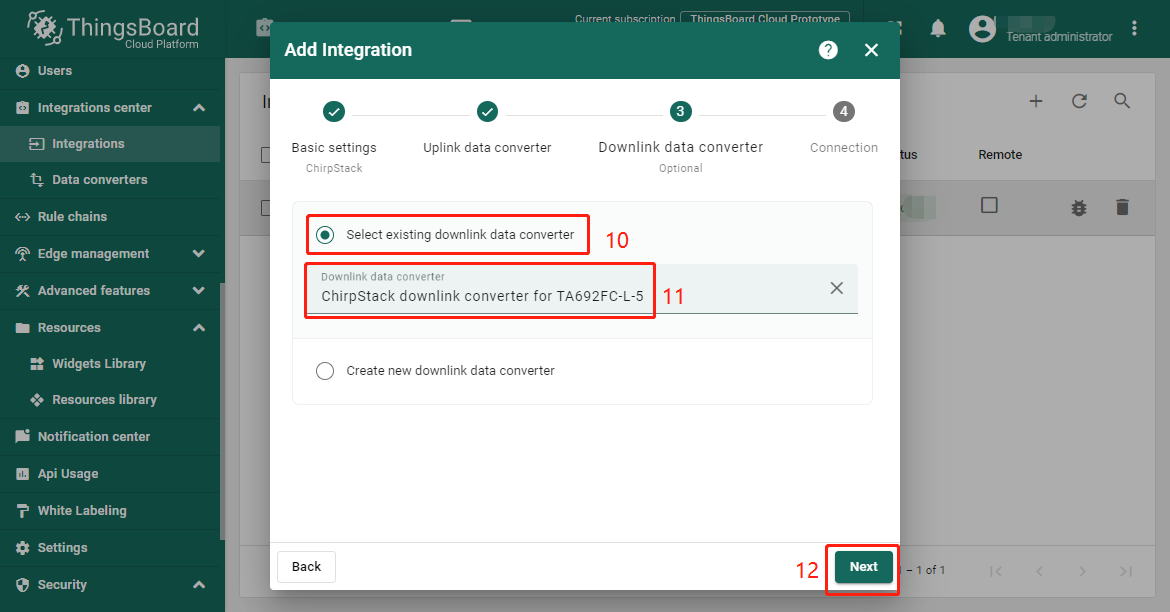 ThingsBoard
Cloud Platform
Current subscription
ThingsBoard Cloud Prototype
Tenant administrator
Users
Integrations center
Integrations
Data converters
Rule chains
Edge management
Advanced features
Resources
Widgets Library
Resources library
Notification center
Api Usage
White Labeling
Settings
Security
Add Integration
?
3
4
Basic settings
Uplink data converter
Downlink data converter
Connection
ChirpStack
Optional
tus
Remote
Select existing downlink data converter
10
Downlink data converter
ChirpStack downlink converter for TA692FC-L-5
11
Create new downlink data converter
Back
12
Next
– 1 of 1